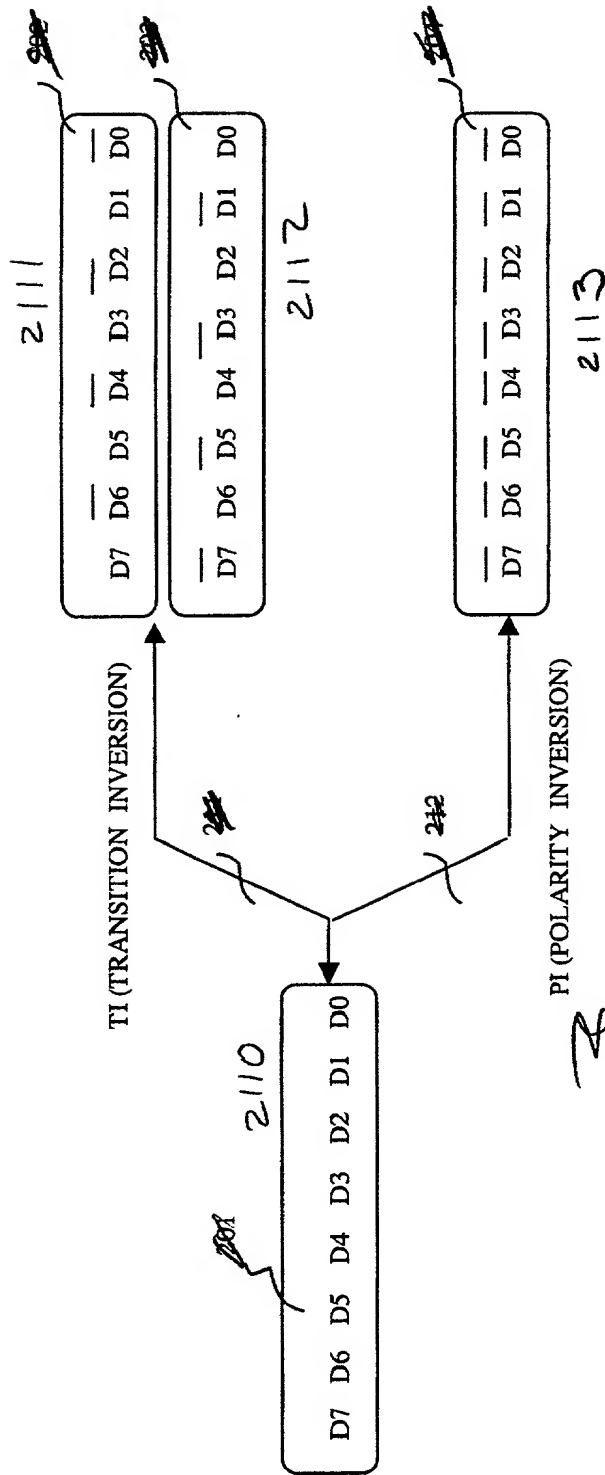 2111
D7 D6 D5 D4 D3 D2 D1 D0
D7 D6 D5 D4 D3 D2 D1 D0
2112
TI (TRANSITION INVERSION)
2110
D7 D6 D5 D4 D3 D2 D1 D0
212
PI (POLARITY INVERSION)
D7 D6 D5 D4 D3 D2 D1 D0
2113